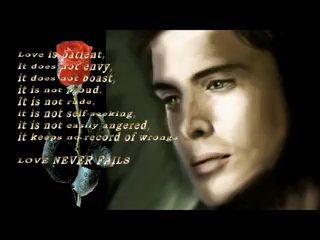 Love is patient,
It does not envy,
it does not boast,
it is not proud.
It is not rude,
it is not self-seeking,
it is not easily angered,
it keeps no record of wrongs
LOVE NEVER FAILS